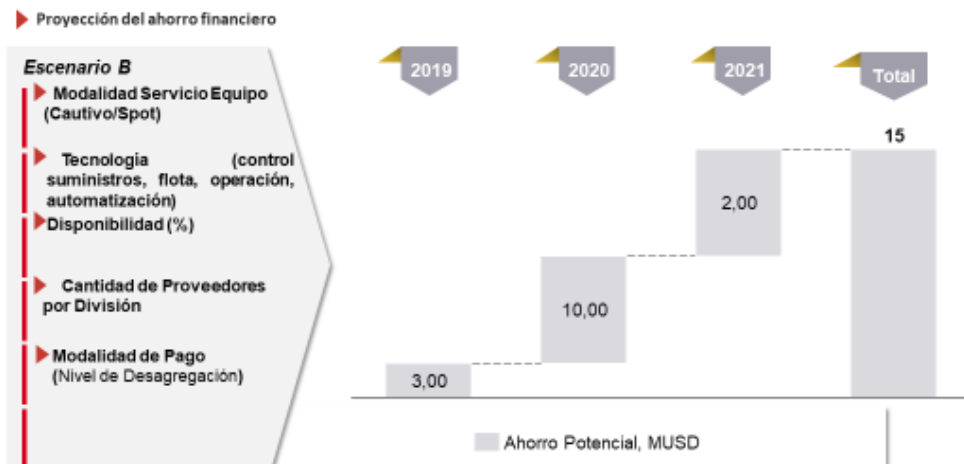 Proyección del ahorro financiero
Escenario B
Modalidad Servicio Equipo
(Cautivo/Spot)
Tecnología (control
suministros, flota, operación,
automatización)
Disponibilidad (%)
Cantidad de Proveedores
por División
Modalidad de Pago
(Nivel de Desagregación)
2019
2020
2021
Total
15
2,00
10,00
3,00
Ahorro Potencial, MUSD